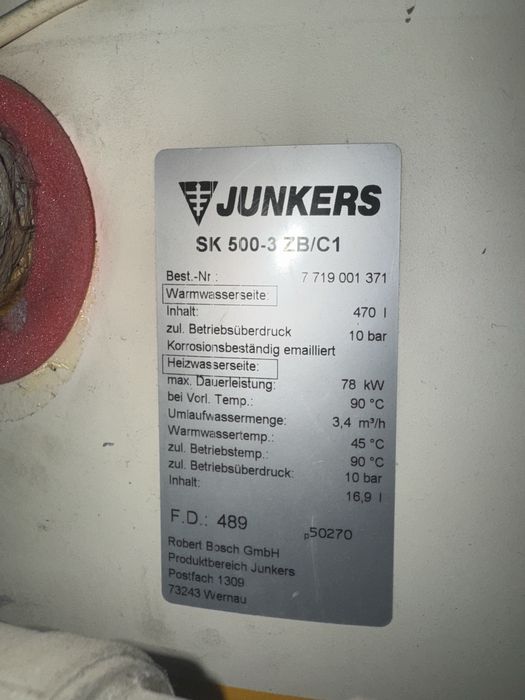 JUNKERS
SK 500-3 ZB/C1
Best.-Nr : 7 719 001 371
Warmwasserseite:
Inhalt: 470 l
zul. Betriebsüberdruck 10 bar
Korrosionsbeständig emailliert
Heizwasserseite:
max. Dauerleistung: 78 kW
bei Vorl. Temp.: 90 °C
Umlaufwassermenge: 3,4 m³/h
Warmwassertemp.: 45 °C
zul. Betriebstemp.: 90 °C
zul. Betriebsüberdruck: 10 bar
Inhalt: 16,9 l
F.D.: 489 p50270
Robert Bosch GmbH
Produktbereich Junkers
Postfach 1309
73243 Wernau